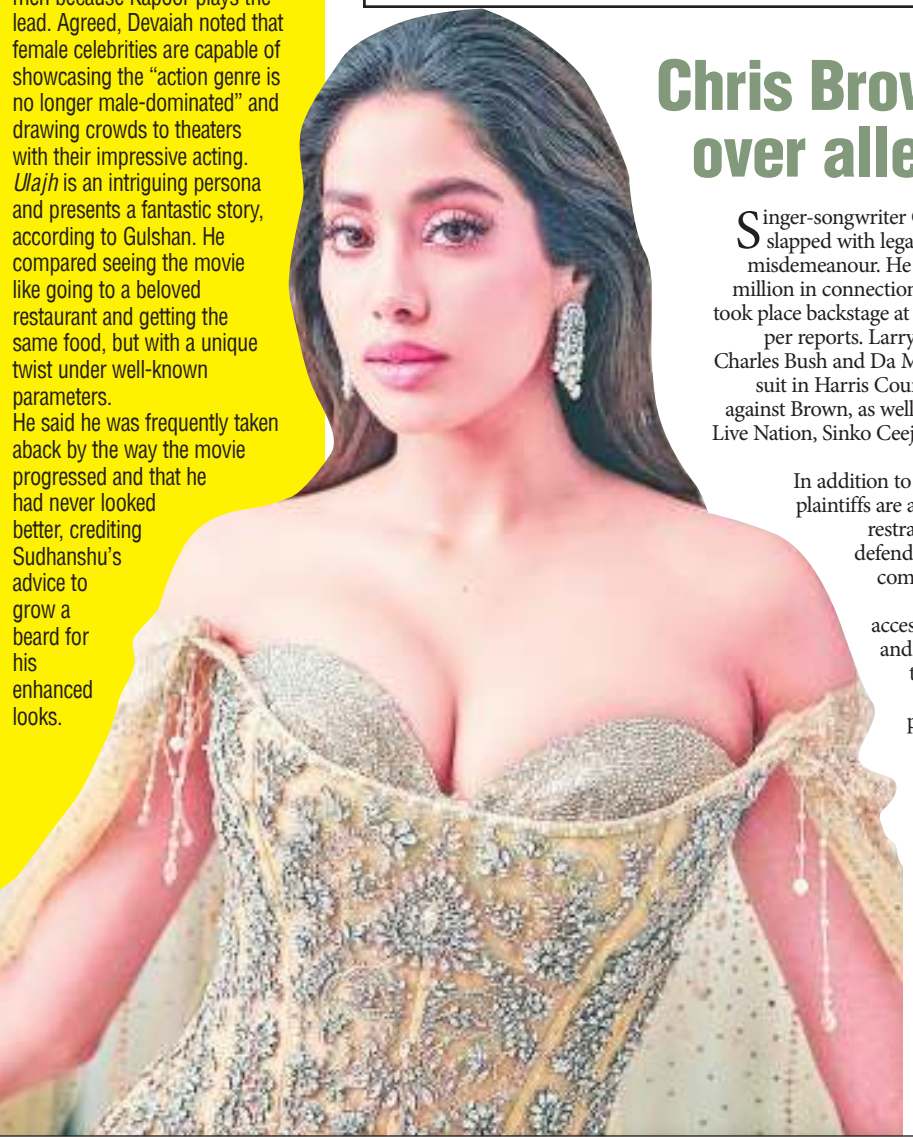 men because Kapoor plays the
lead. Agreed, Devaiah noted that
female celebrities are capable of
showcasing the “action genre is
no longer male-dominated” and
drawing crowds to theaters
with their impressive acting.
Ulajh is an intriguing persona
and presents a fantastic story,
according to Gulshan. He
compared seeing the movie
like going to a beloved
restaurant and getting the
same food, but with a unique
twist under well-known
parameters.
He said he was frequently taken
aback by the way the movie
progressed and that he
had never looked
better, crediting
Sudhanshu’s
advice to
grow a
beard for
his
enhanced
looks.
Chris Brow
over alle
Singer-songwriter
slapped with lega
misdemeanour. He
million in connection
took place backstage at
per reports. Larry
Charles Bush and Da M
suit in Harris Cour
against Brown, as well
Live Nation, Sinko Ceej
In addition to
plaintiffs are a
restra
defend
com
acces
and
t
p